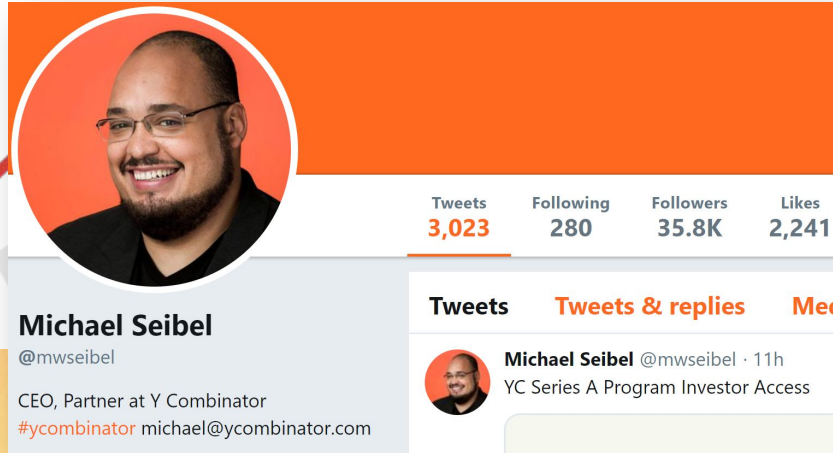 Tweets Following Followers Likes
3,023 280 35.8K 2,241
Michael Seibel
@mwseibel
CEO, Partner at Y Combinator
#ycombinator michael@ycombinator.com
Tweets Tweets & replies
Michael Seibel @mwseibel · 11h
YC Series A Program Investor Access